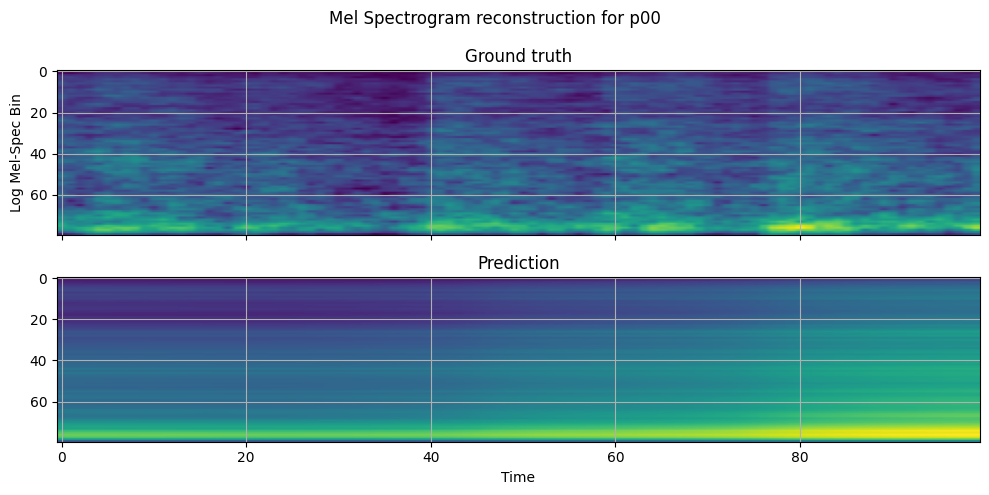 Mel Spectrogram reconstruction for p00
Ground truth
Log Mel-Spec Bin
0
20
40
60
Prediction
0
20
40
60
0 20 40 60 80
Time